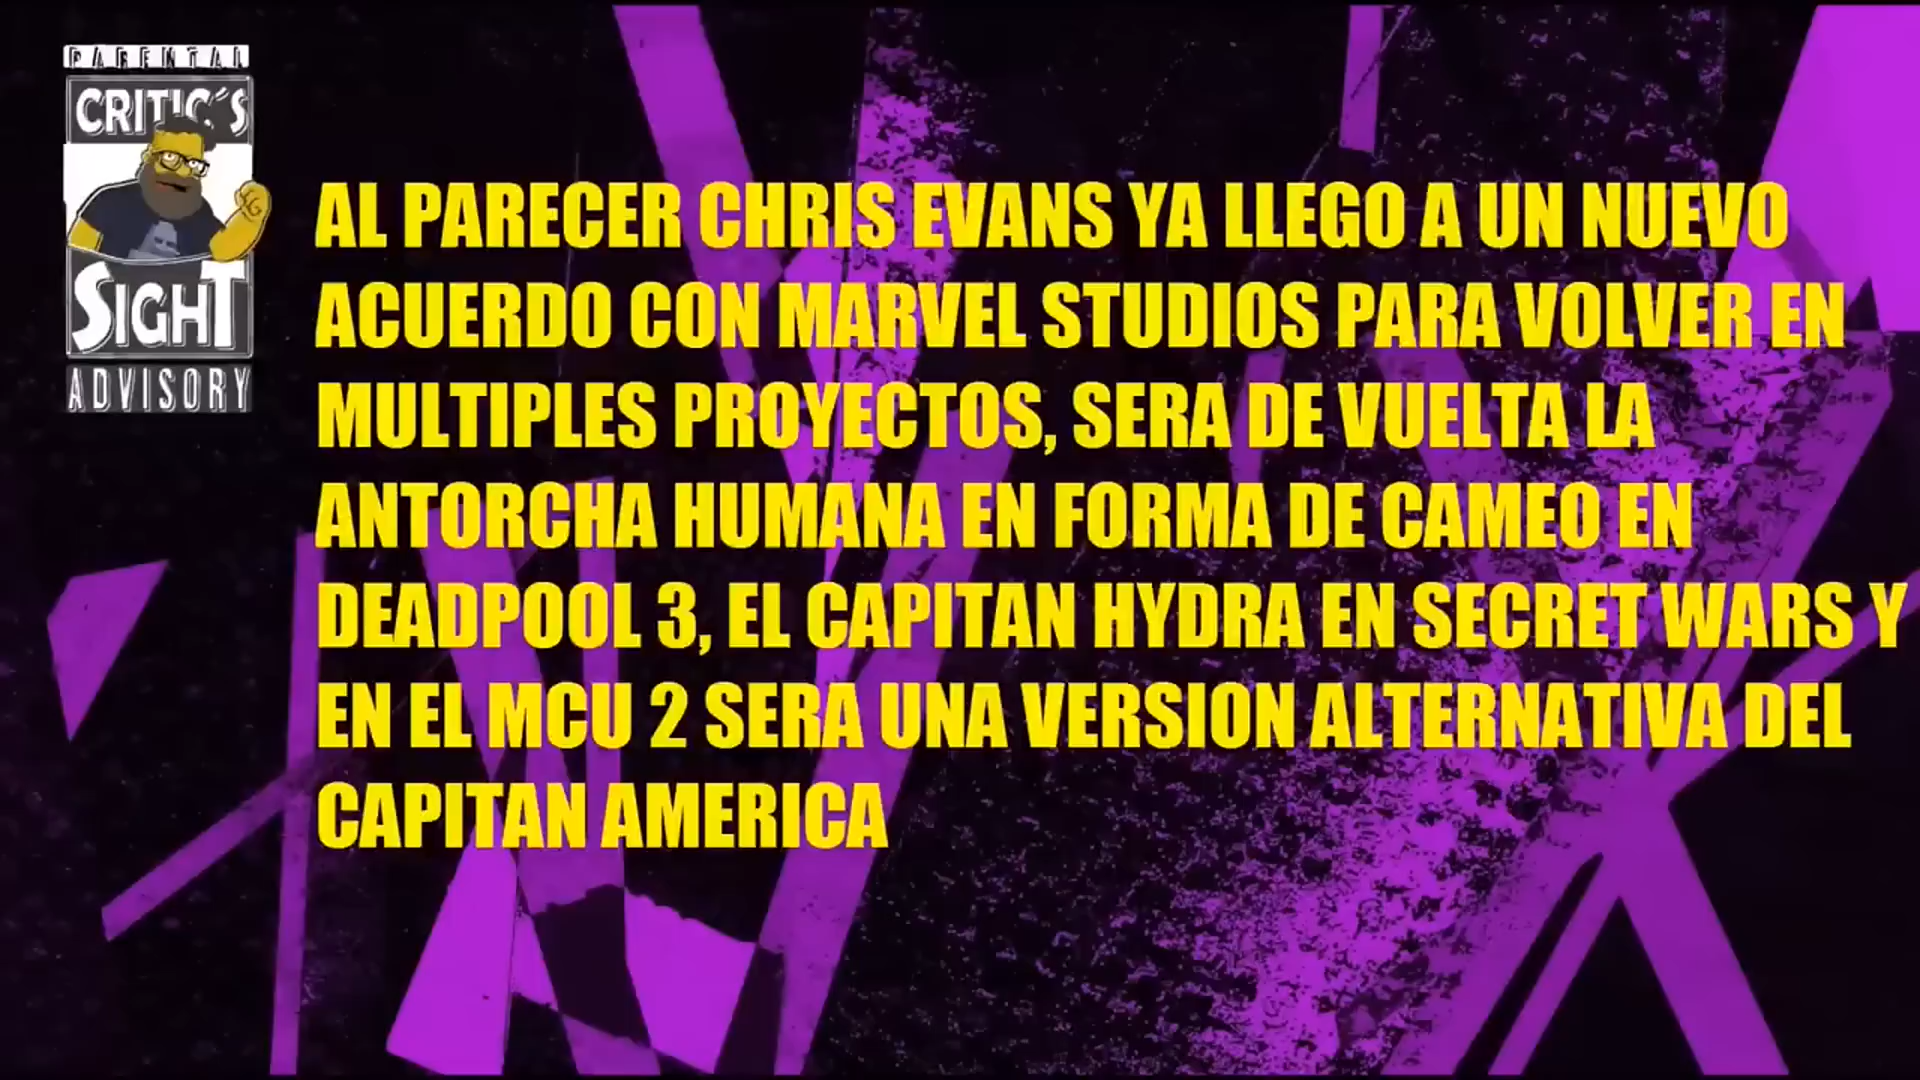 PARENTAL
CRITIC´S
SIGHT
ADVISORY
AL PARECER CHRIS EVANS YA LLEGO A UN NUEVO
ACUERDO CON MARVEL STUDIOS PARA VOLVER EN
MULTIPLES PROYECTOS, SERA DE VUELTA LA
ANTORCHA HUMANA EN FORMA DE CAMEO EN
DEADPOOL 3, EL CAPITAN HYDRA EN SECRET WARS Y
EN EL MCU 2 SERA UNA VERSION ALTERNATIVA DEL
CAPITAN AMERICA